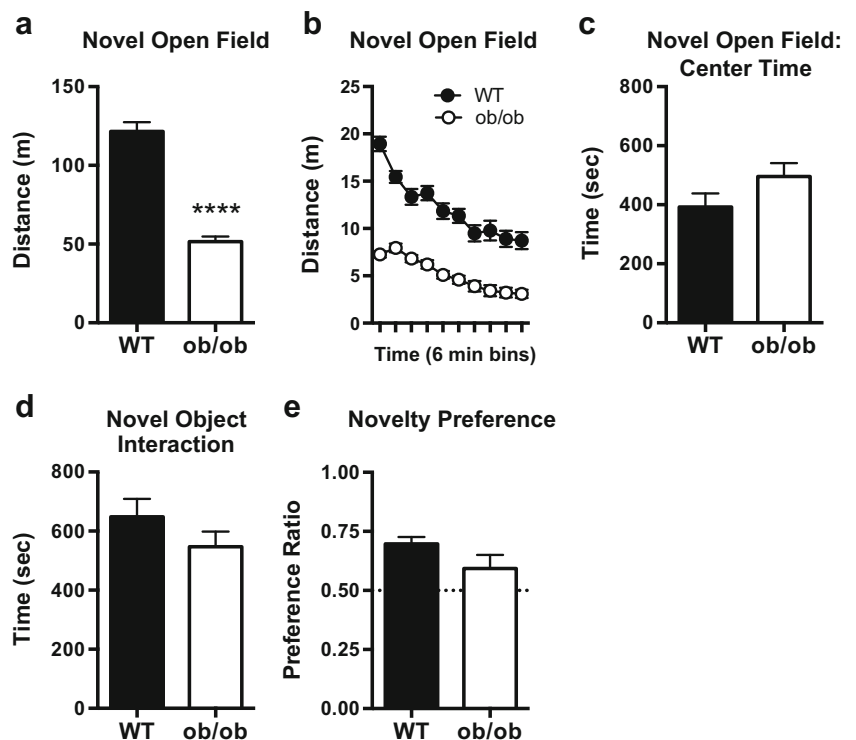 a
Novel Open Field
Distance (m)
150
100
50
0
****
WT
ob/ob
b
Novel Open Field
Distance (m)
25
20
15
10
5
0
WT
ob/ob
Time (6 min bins)
c
Novel Open Field:
Center Time
Time (sec)
800
600
400
200
0
WT
ob/ob
d
Novel Object
Interaction
Time (sec)
800
600
400
200
0
WT
ob/ob
e
Novelty Preference
Preference Ratio
1.00
0.75
0.50
0.25
0.00
WT
ob/ob